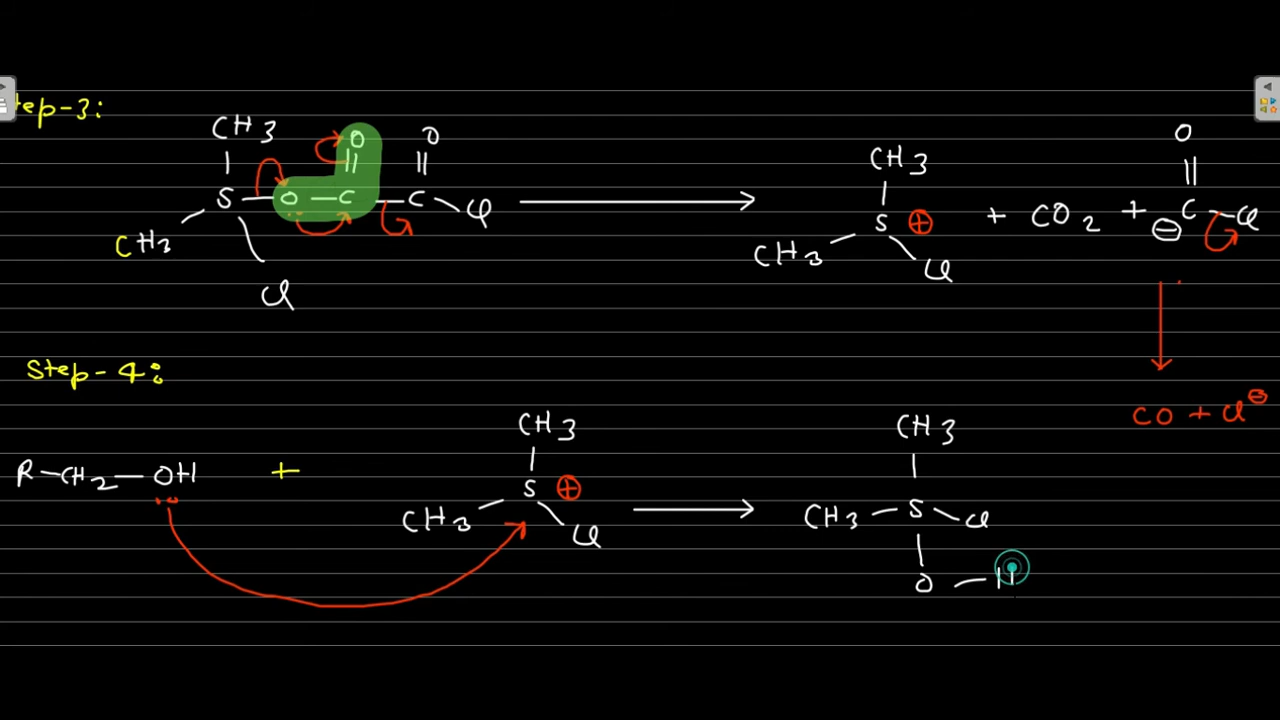 tep-3:
CH3 O O CH3 O
|| || ||
S — O — C — C — Cl → S ⊕ + CO2 + ⊖ C — Cl
CH3 Cl CH3 Cl
Step-4:
CO + Cl⊖
CH3 CH3
R — CH2 — OH + S ⊕ →
CH3 Cl CH3 — S — Cl
O — H